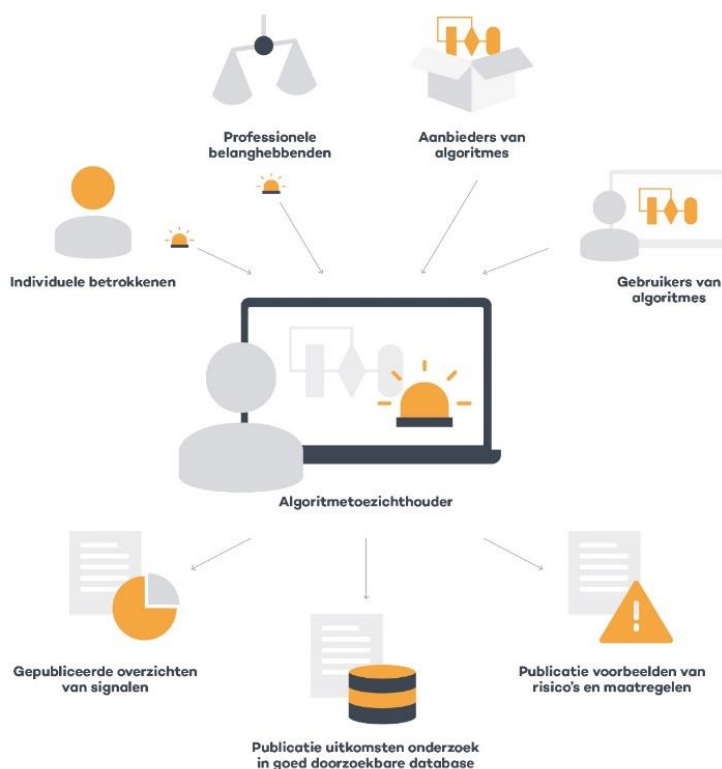 Professionele
belanghebbenden
Aanbieders van
algoritmes
Individuele betrokkenen
Gebruikers van
algoritmes
Algoritmetoezichthouder
Gepubliceerde overzichten
van signalen
Publicatie voorbeelden van
risico's en maatregelen
Publicatie uitkomsten onderzoek
in goed doorzoekbare database